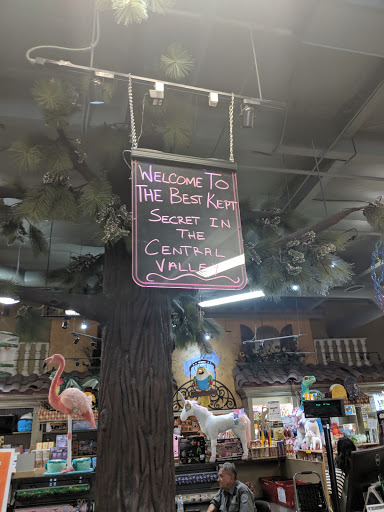 WELCOME TO
THE BEST KEPT
SECRET IN
THE
CENTRAL
VALLEY